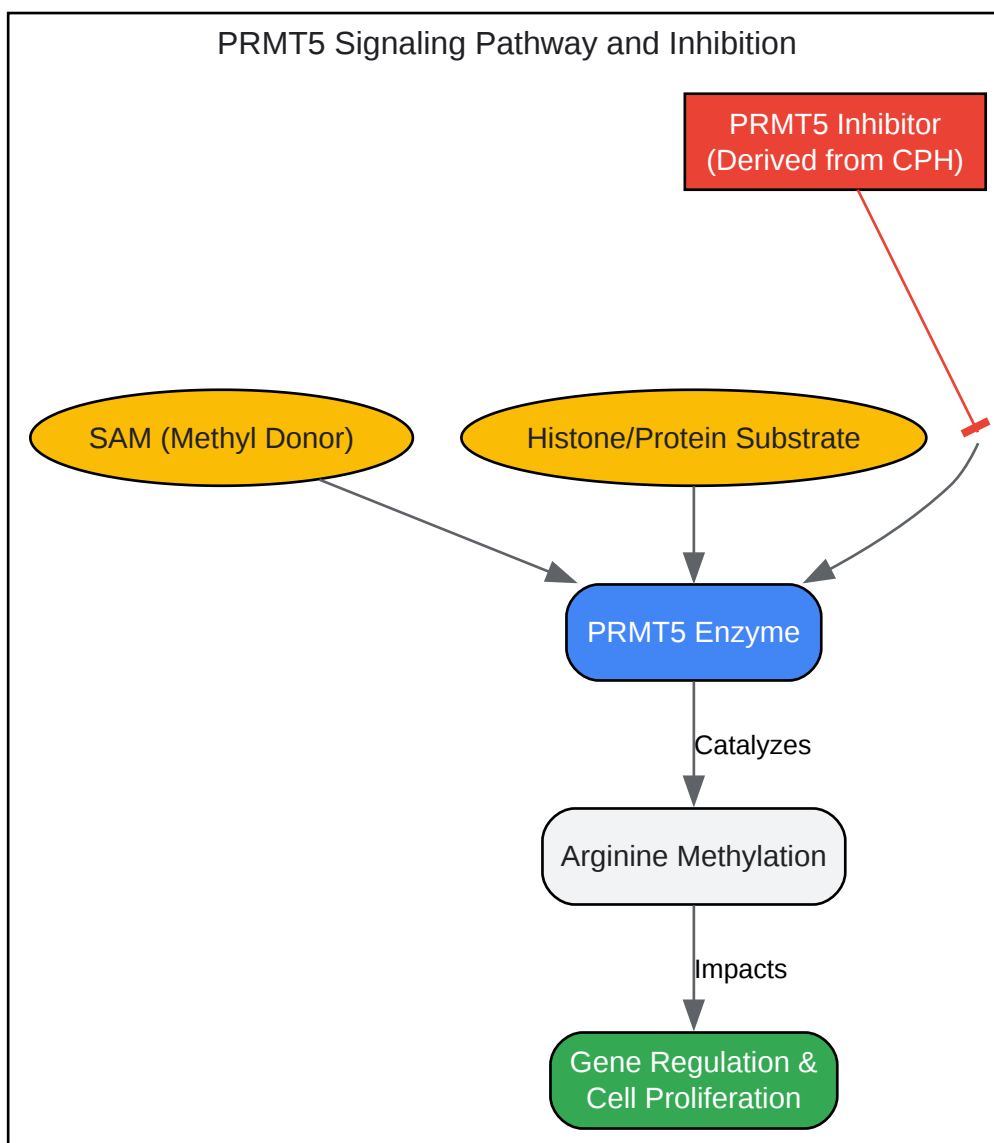 PRMT5 Signaling Pathway and Inhibition
PRMT5 Inhibitor
(Derived from CPH)
SAM (Methyl Donor)
Histone/Protein Substrate
PRMT5 Enzyme
Catalyzes
Arginine Methylation
Impacts
Gene Regulation &
Cell Proliferation